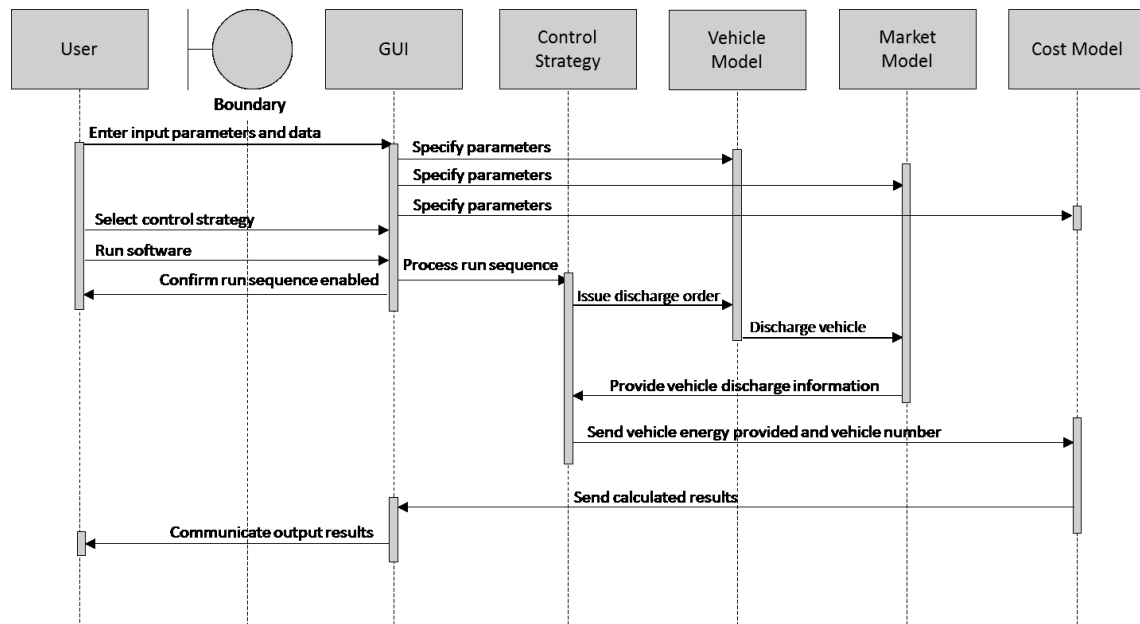 User
GUI
Control
Strategy
Vehicle
Model
Market
Model
Cost Model
Boundary
Enter input parameters and data
Specify parameters
Specify parameters
Specify parameters
Select control strategy
Run software
Process run sequence
Confirm run sequence enabled
Issue discharge order
Discharge vehicle
Provide vehicle discharge information
Send vehicle energy provided and vehicle number
Send calculated results
Communicate output results